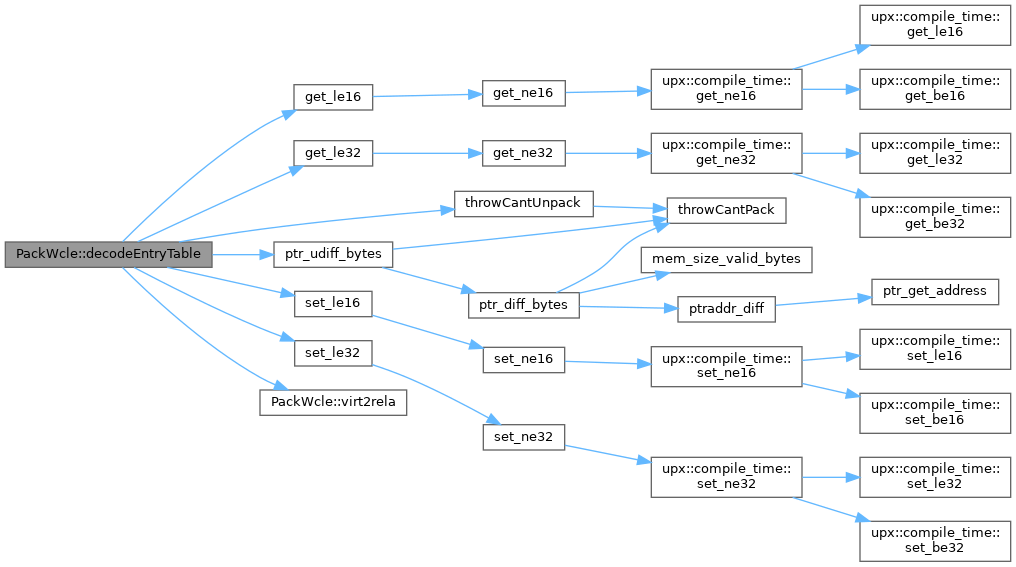 PackWcle::decodeEntryTable
get_le16
get_ne16
upx::compile_time::
get_ne16
upx::compile_time::
get_le16
upx::compile_time::
get_be16
get_le32
get_ne32
upx::compile_time::
get_ne32
upx::compile_time::
get_le32
upx::compile_time::
get_be32
throwCantUnpack
throwCantPack
ptr_udiff_bytes
ptr_diff_bytes
mem_size_valid_bytes
ptraddr_diff
ptr_get_address
set_le16
set_ne16
upx::compile_time::
set_ne16
upx::compile_time::
set_le16
upx::compile_time::
set_be16
set_le32
set_ne32
upx::compile_time::
set_ne32
upx::compile_time::
set_le32
upx::compile_time::
set_be32
PackWcle::virt2rela